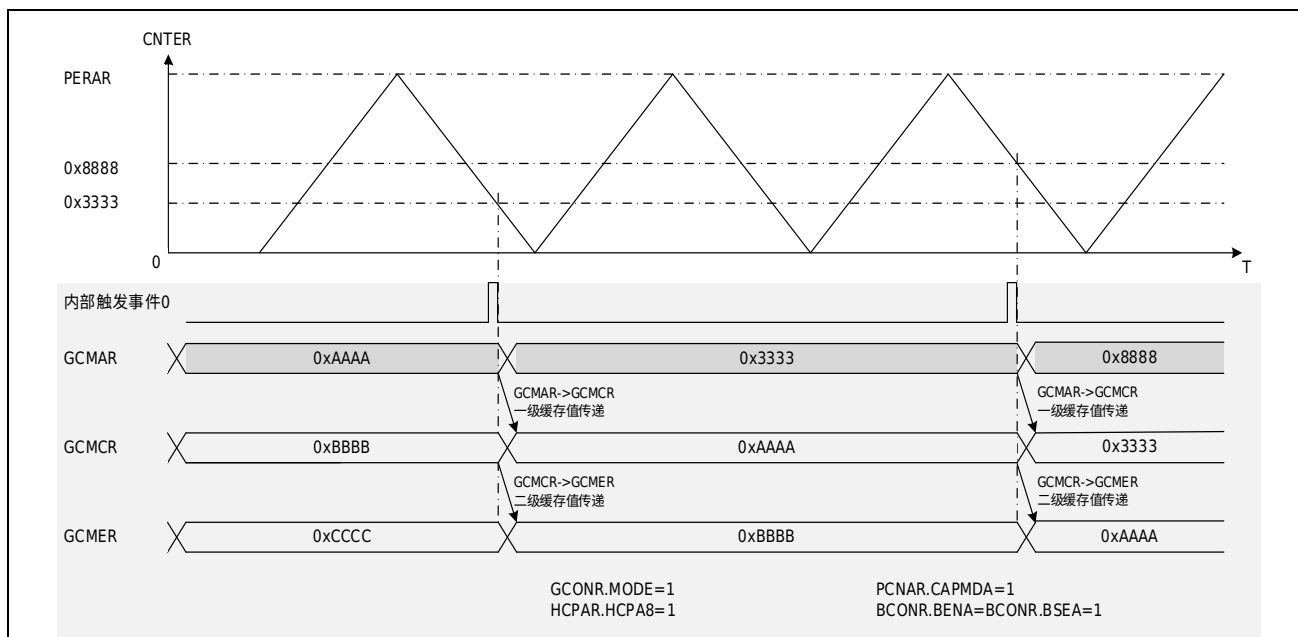 CNTER
PERAR
0x8888
0x3333
0
T
内部触发事件0
GCMAR
0xAAAA
0x3333
0x8888
GCMAR->GCMCR
一级缓存值传递
GCMAR->GCMCR
一级缓存值传递
GCMCR
0xBBBB
0xAAAA
0x3333
GCMCR->GCMER
二级缓存值传递
GCMCR->GCMER
二级缓存值传递
GCMER
0xCCCC
0xBBBB
0xAAAA
GCONR.MODE=1
PCNAR.CAPMDA=1
HCPAR.HCPA8=1
BCONR.BENA=BCONR.BSEA=1